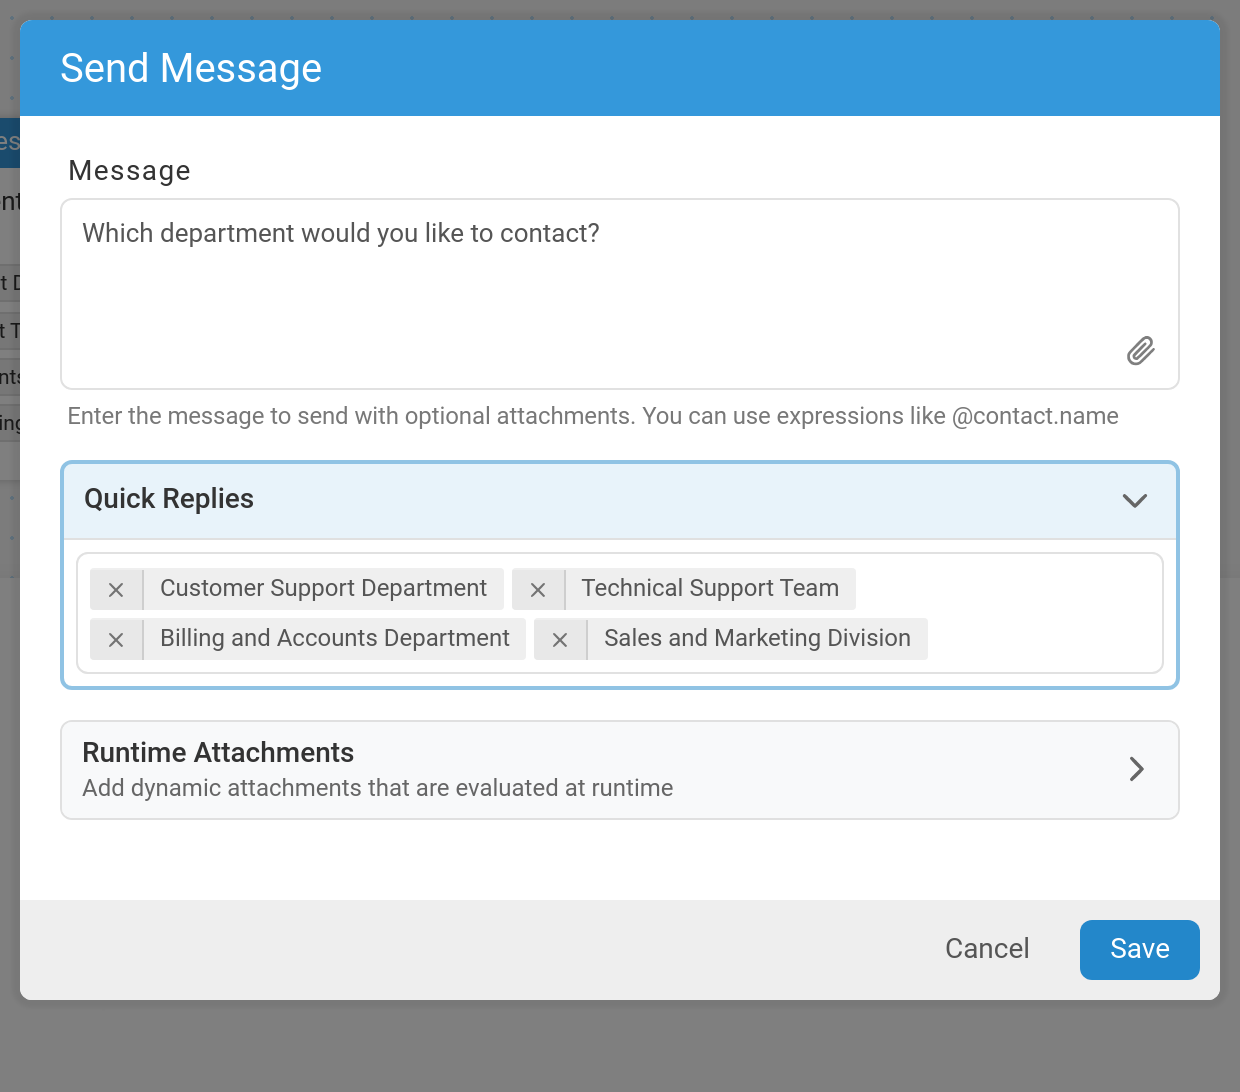 Send Message
Message
Which department would you like to contact?
Enter the message to send with optional attachments. You can use expressions like @contact.name
Quick Replies
Customer Support Department Technical Support Team
Billing and Accounts Department Sales and Marketing Division
Runtime Attachments
Add dynamic attachments that are evaluated at runtime
Cancel Save